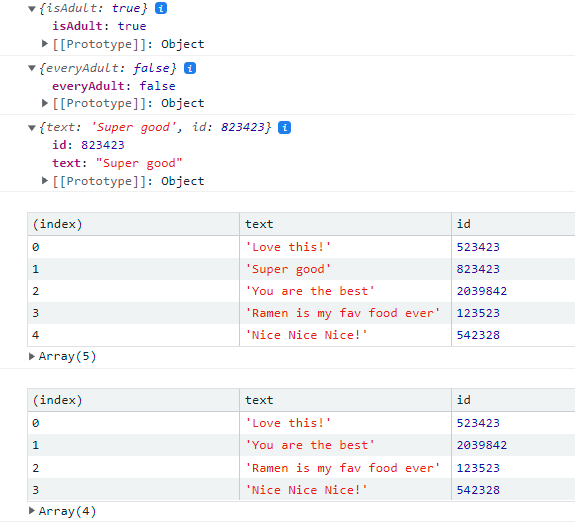 ▼{isAdult: true} i
isAdult: true
▶[[Prototype]]: Object
▼{everyAdult: false} i
everyAdult: false
▶[[Prototype]]: Object
▼{text: 'Super good', id: 823423} i
id: 823423
text: "Super good"
▶[[Prototype]]: Object
(index) text id
0 'Love this!' 523423
1 'Super good' 823423
2 'You are the best' 2039842
3 'Ramen is my fav food ever' 123523
4 'Nice Nice Nice!' 542328
▶Array(5)
(index) text id
0 'Love this!' 523423
1 'You are the best' 2039842
2 'Ramen is my fav food ever' 123523
3 'Nice Nice Nice!' 542328
▶Array(4)